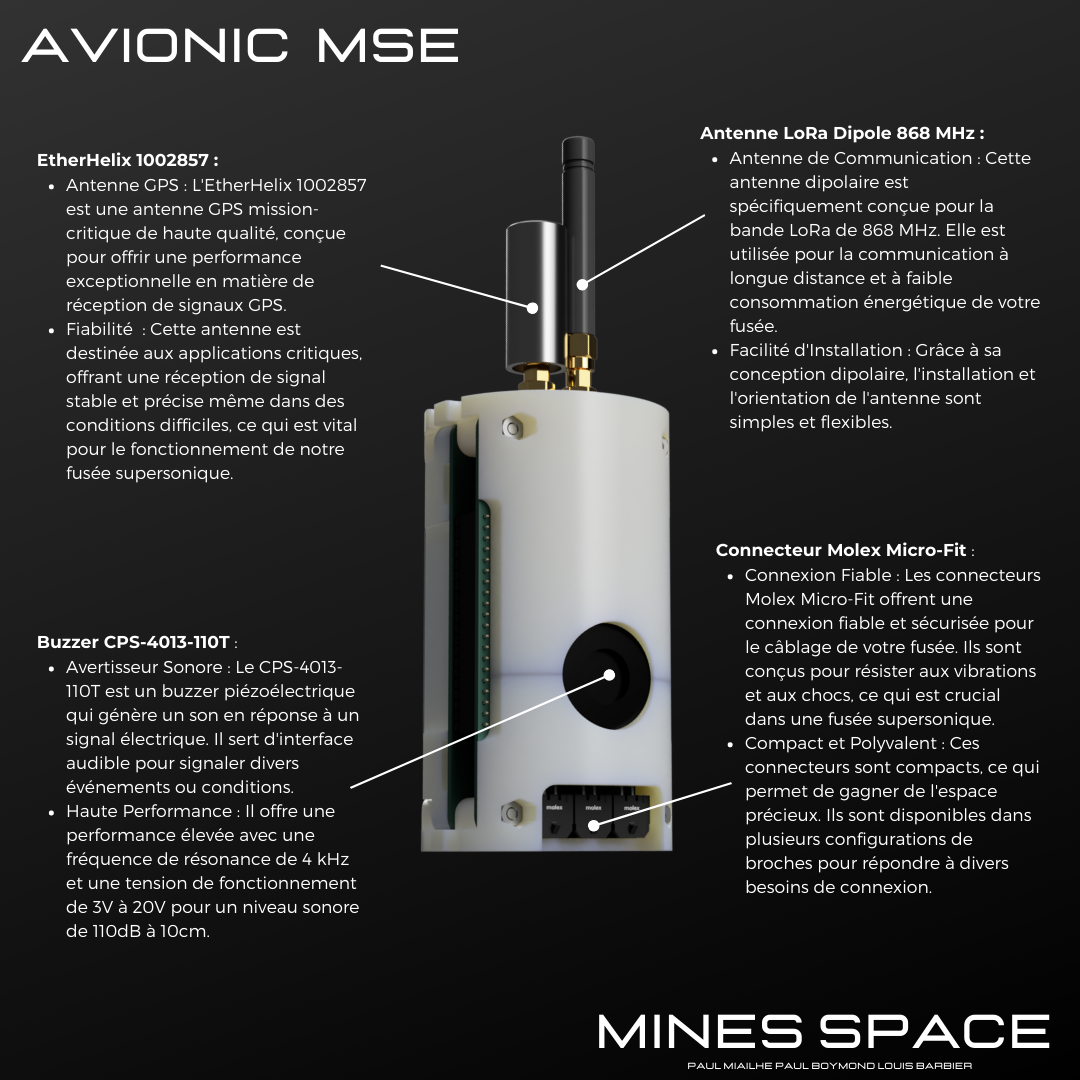 AVIONIC MSE
EtherHelix 1002857 :
• Antenne GPS : L'EtherHelix 1002857
est une antenne GPS mission-
critique de haute qualité, conçue
pour offrir une performance
exceptionnelle en matière de
réception de signaux GPS.
• Fiabilité : Cette antenne est
destinée aux applications critiques,
offrant une réception de signal
stable et précise même dans des
conditions difficiles, ce qui est vital
pour le fonctionnement de notre
fusée supersonique.
Antenne LoRa Dipole 868 MHz :
• Antenne de Communication : Cette
antenne dipolaire est
spécifiquement conçue pour la
bande LoRa de 868 MHz. Elle est
utilisée pour la communication à
longue distance et à faible
consommation énergétique de votre
fusée.
• Facilité d'Installation : Grâce à sa
conception dipolaire, l'installation et
l'orientation de l'antenne sont
simples et flexibles.
Buzzer CPS-4013-110T :
• Avertisseur Sonore : Le CPS-4013-
110T est un buzzer piézoélectrique
qui génère un son en réponse à un
signal électrique. Il sert d'interface
audible pour signaler divers
événements ou conditions.
• Haute Performance : Il offre une
performance élevée avec une
fréquence de résonance de 4 kHz
et une tension de fonctionnement
de 3V à 20V pour un niveau sonore
de 110dB à 10cm.
Connecteur Molex Micro-Fit :
• Connexion Fiable : Les connecteurs
Molex Micro-Fit offrent une
connexion fiable et sécurisée pour
le câblage de votre fusée. Ils sont
conçus pour résister aux vibrations
et aux chocs, ce qui est crucial
dans une fusée supersonique.
• Compact et Polyvalent : Ces
connecteurs sont compacts, ce qui
permet de gagner de l'espace
précieux. Ils sont disponibles dans
plusieurs configurations de
broches pour répondre à divers
besoins de connexion.
molex molex molex
MINES SPACE
PAUL MIAILHE PAUL BOYMOND LOUIS BARBIER